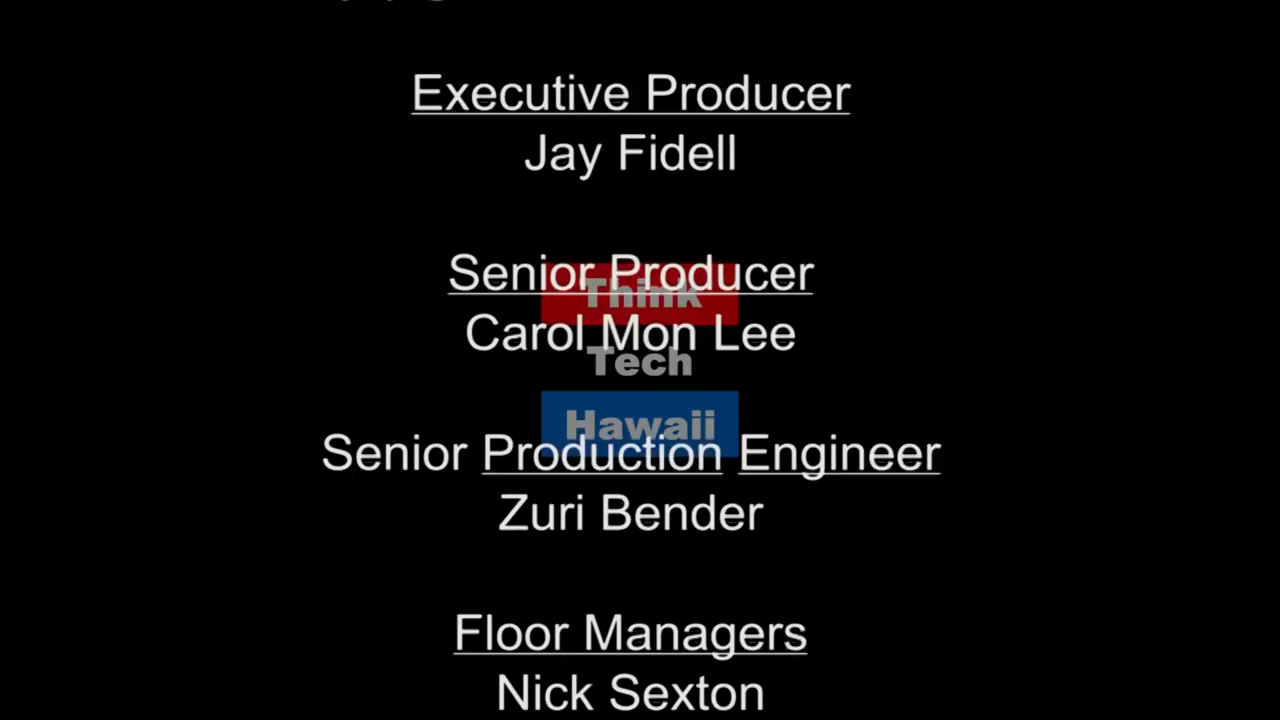 Executive Producer
Jay Fidell
Senior Producer
Think
Carol Mon Lee
Tech
Hawaii
Senior Production Engineer
Zuri Bender
Floor Managers
Nick Sexton